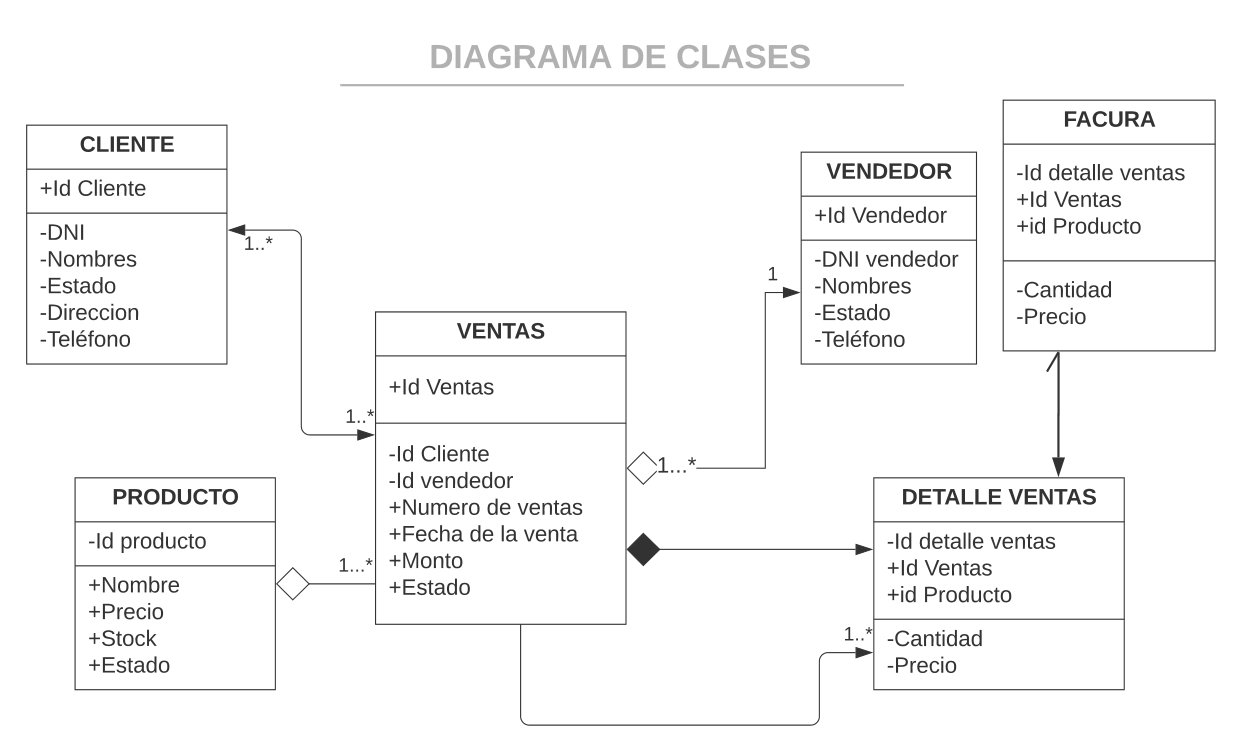 DIAGRAMA DE CLASES
CLIENTE
+Id Cliente
-DNI
-Nombres
-Estado
-Direccion
-Teléfono
1..*
1..*
VENTAS
+Id Ventas
-Id Cliente
-Id vendedor
+Numero de ventas
+Fecha de la venta
+Monto
+Estado
1
1...*
VENDEDOR
+Id Vendedor
-DNI vendedor
-Nombres
-Estado
-Teléfono
FACURA
-Id detalle ventas
+Id Ventas
+id Producto
-Cantidad
-Precio
PRODUCTO
-Id producto
+Nombre
+Precio
+Stock
+Estado
1...*
DETALLE VENTAS
-Id detalle ventas
+Id Ventas
+id Producto
-Cantidad
-Precio
1..*